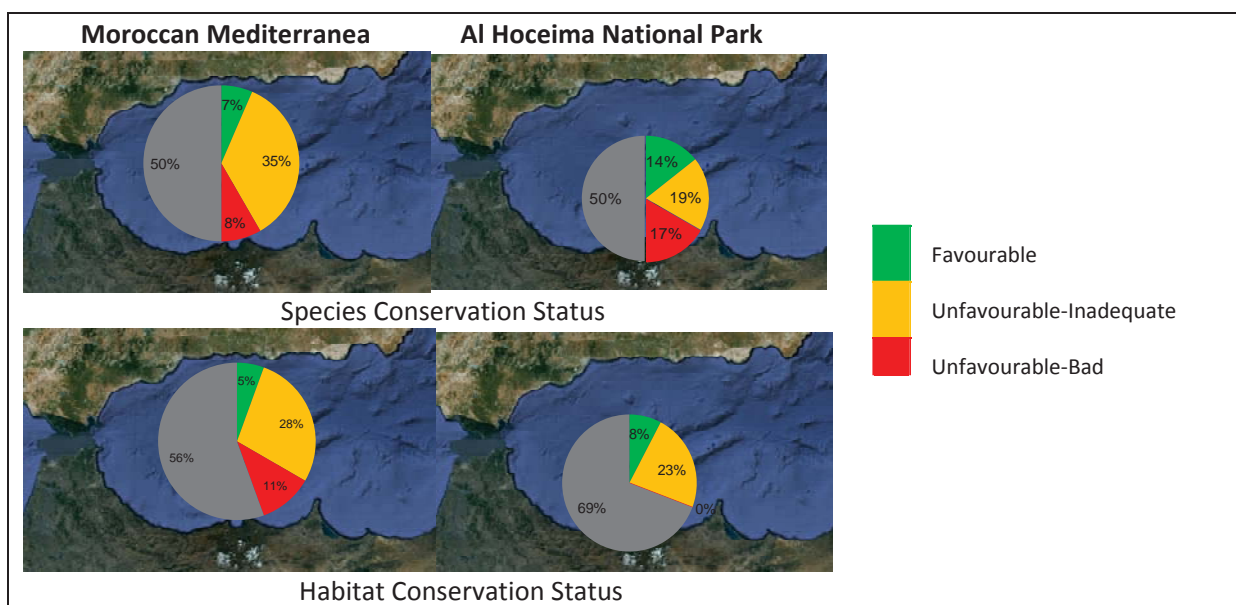 Moroccan Mediterranea
Al Hoceima National Park
7%
35%
8%
50%
14%
19%
17%
50%
Species Conservation Status
Favourable
Unfavourable-Inadequate
Unfavourable-Bad
5%
28%
11%
56%
8%
23%
0%
69%
Habitat Conservation Status